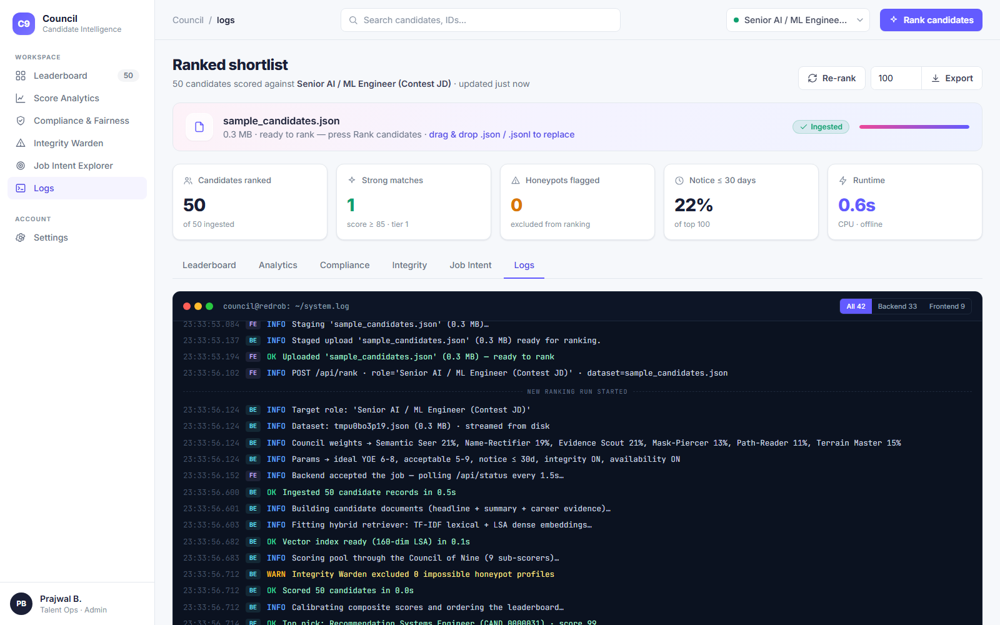 C9
Council
Candidate Intelligence
WORKSPACE
Leaderboard 50
Score Analytics
Compliance & Fairness
Integrity Warden
Job Intent Explorer
Logs
ACCOUNT
Settings
PB
Prajwal B.
Talent Ops · Admin
Council / logs
Search candidates, IDs...
Senior AI / ML Enginee...
Rank candidates
Ranked shortlist
50 candidates scored against Senior AI / ML Engineer (Contest JD) · updated just now
Re-rank
100
Export
sample_candidates.json
0.3 MB · ready to rank — press Rank candidates · drag & drop .json / .jsonl to replace
Ingested
Candidates ranked
50
of 50 ingested
Strong matches
1
score ≥ 85 · tier 1
Honeypots flagged
0
excluded from ranking
Notice ≤ 30 days
22%
of top 100
Runtime
0.6s
CPU · offline
Leaderboard Analytics Compliance Integrity Job Intent Logs
council@redrob: ~/system.log
All 42 Backend 33 Frontend 9
23:33:53.084 FE INFO Staging 'sample_candidates.json' (0.3 MB)…
23:33:53.137 BE INFO Staged upload 'sample_candidates.json' (0.3 MB) ready for ranking.
23:33:53.194 FE OK Uploaded 'sample_candidates.json' (0.3 MB) — ready to rank
23:33:56.102 FE INFO POST /api/rank · role='Senior AI / ML Engineer (Contest JD)' · dataset=sample_candidates.json
NEW RANKING RUN STARTED
23:33:56.124 BE INFO Target role: 'Senior AI / ML Engineer (Contest JD)'
23:33:56.124 BE INFO Dataset: tmpu0bo3p19.json (0.3 MB) · streamed from disk
23:33:56.124 BE INFO Council weights → Semantic Seer 21%, Name-Rectifier 19%, Evidence Scout 21%, Mask-Piercer 13%, Path-Reader 11%, Terrain Master 15%
23:33:56.124 BE INFO Params → ideal YOE 6-8, acceptable 5-9, notice ≤ 30d, integrity ON, availability ON
23:33:56.152 FE INFO Backend accepted the job — polling /api/status every 1.5s…
23:33:56.600 BE OK Ingested 50 candidate records in 0.5s
23:33:56.601 BE INFO Building candidate documents (headline + summary + career evidence)…
23:33:56.603 BE INFO Fitting hybrid retriever: TF-IDF lexical + LSA dense embeddings…
23:33:56.682 BE OK Vector index ready (160-dim LSA) in 0.1s
23:33:56.683 BE INFO Scoring pool through the Council of Nine (9 sub-scorers)…
23:33:56.712 BE WARN Integrity Warden excluded 0 impossible honeypot profiles
23:33:56.712 BE OK Scored 50 candidates in 0.0s
23:33:56.712 BE INFO Calibrating composite scores and ordering the leaderboard…
23:33:56.714 BE OK Top pick: Recommendation Systems Engineer (CAND_0000031) · score 99